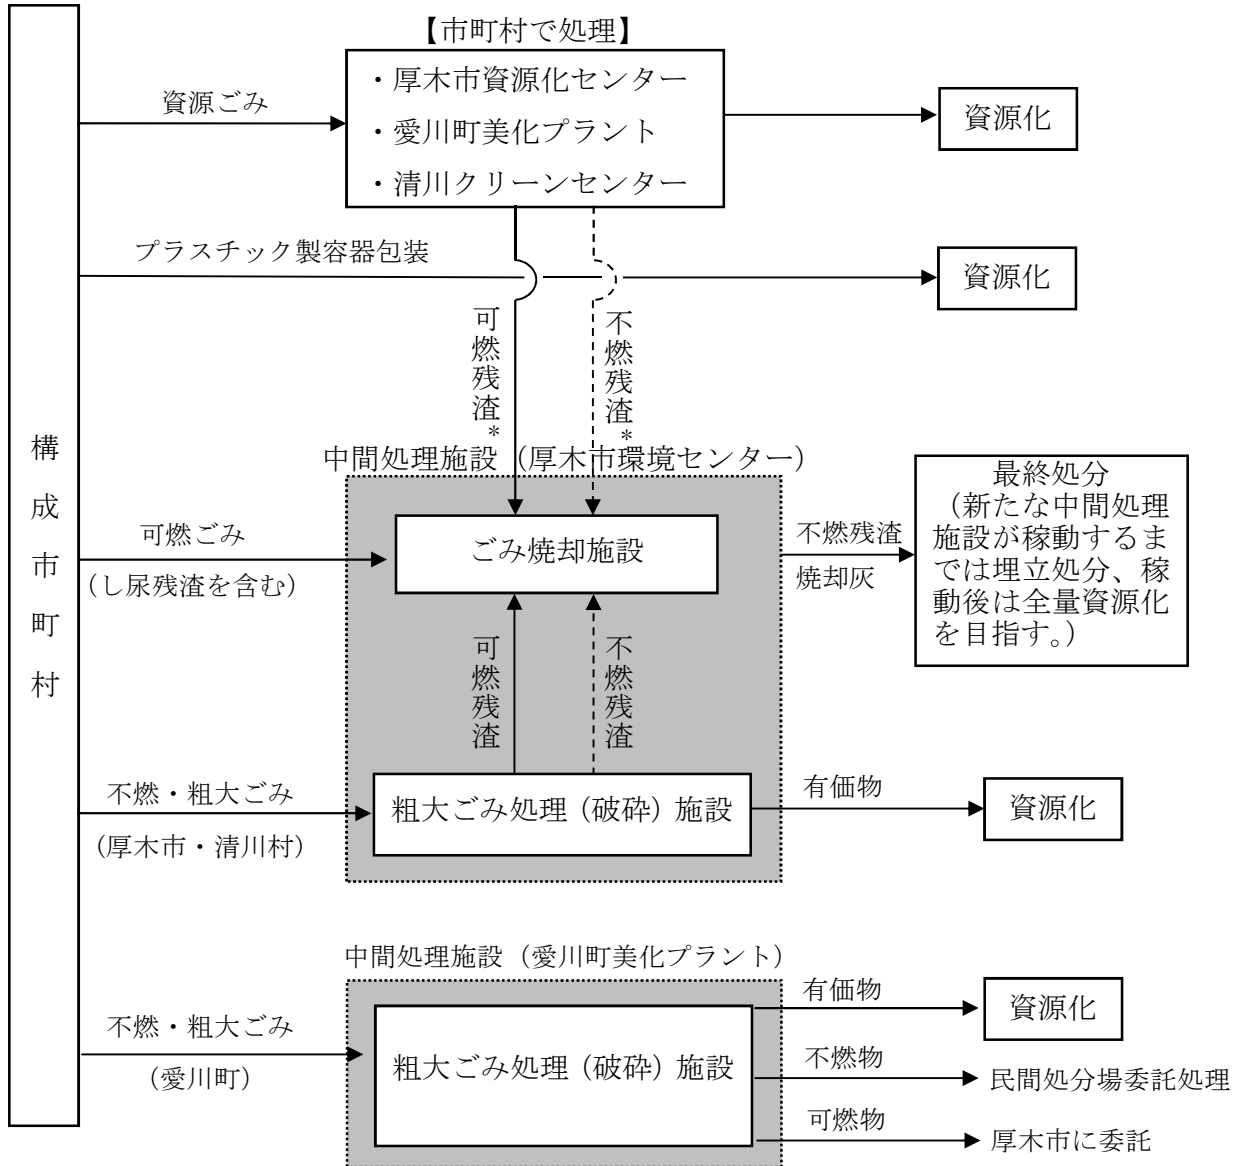 【市町村で処理】
・厚木市資源化センター
・愛川町美化プラント
・清川クリーンセンター
資源ごみ
資源化
プラスチック製容器包装
資源化
可燃残渣*
不燃残渣*
構成市町村
中間処理施設（厚木市環境センター）
可燃ごみ
（し尿残渣を含む）
ごみ焼却施設
不燃残渣
焼却灰
最終処分
（新たな中間処理
施設が稼動するま
では埋立処分、稼
動後は全量資源化
を目指す。）
可燃残渣
不燃残渣
不燃・粗大ごみ
（厚木市・清川村）
粗大ごみ処理（破砕）施設
有価物
資源化
中間処理施設（愛川町美化プラント）
不燃・粗大ごみ
（愛川町）
粗大ごみ処理（破砕）施設
有価物
資源化
不燃物
民間処分場委託処理
可燃物
厚木市に委託